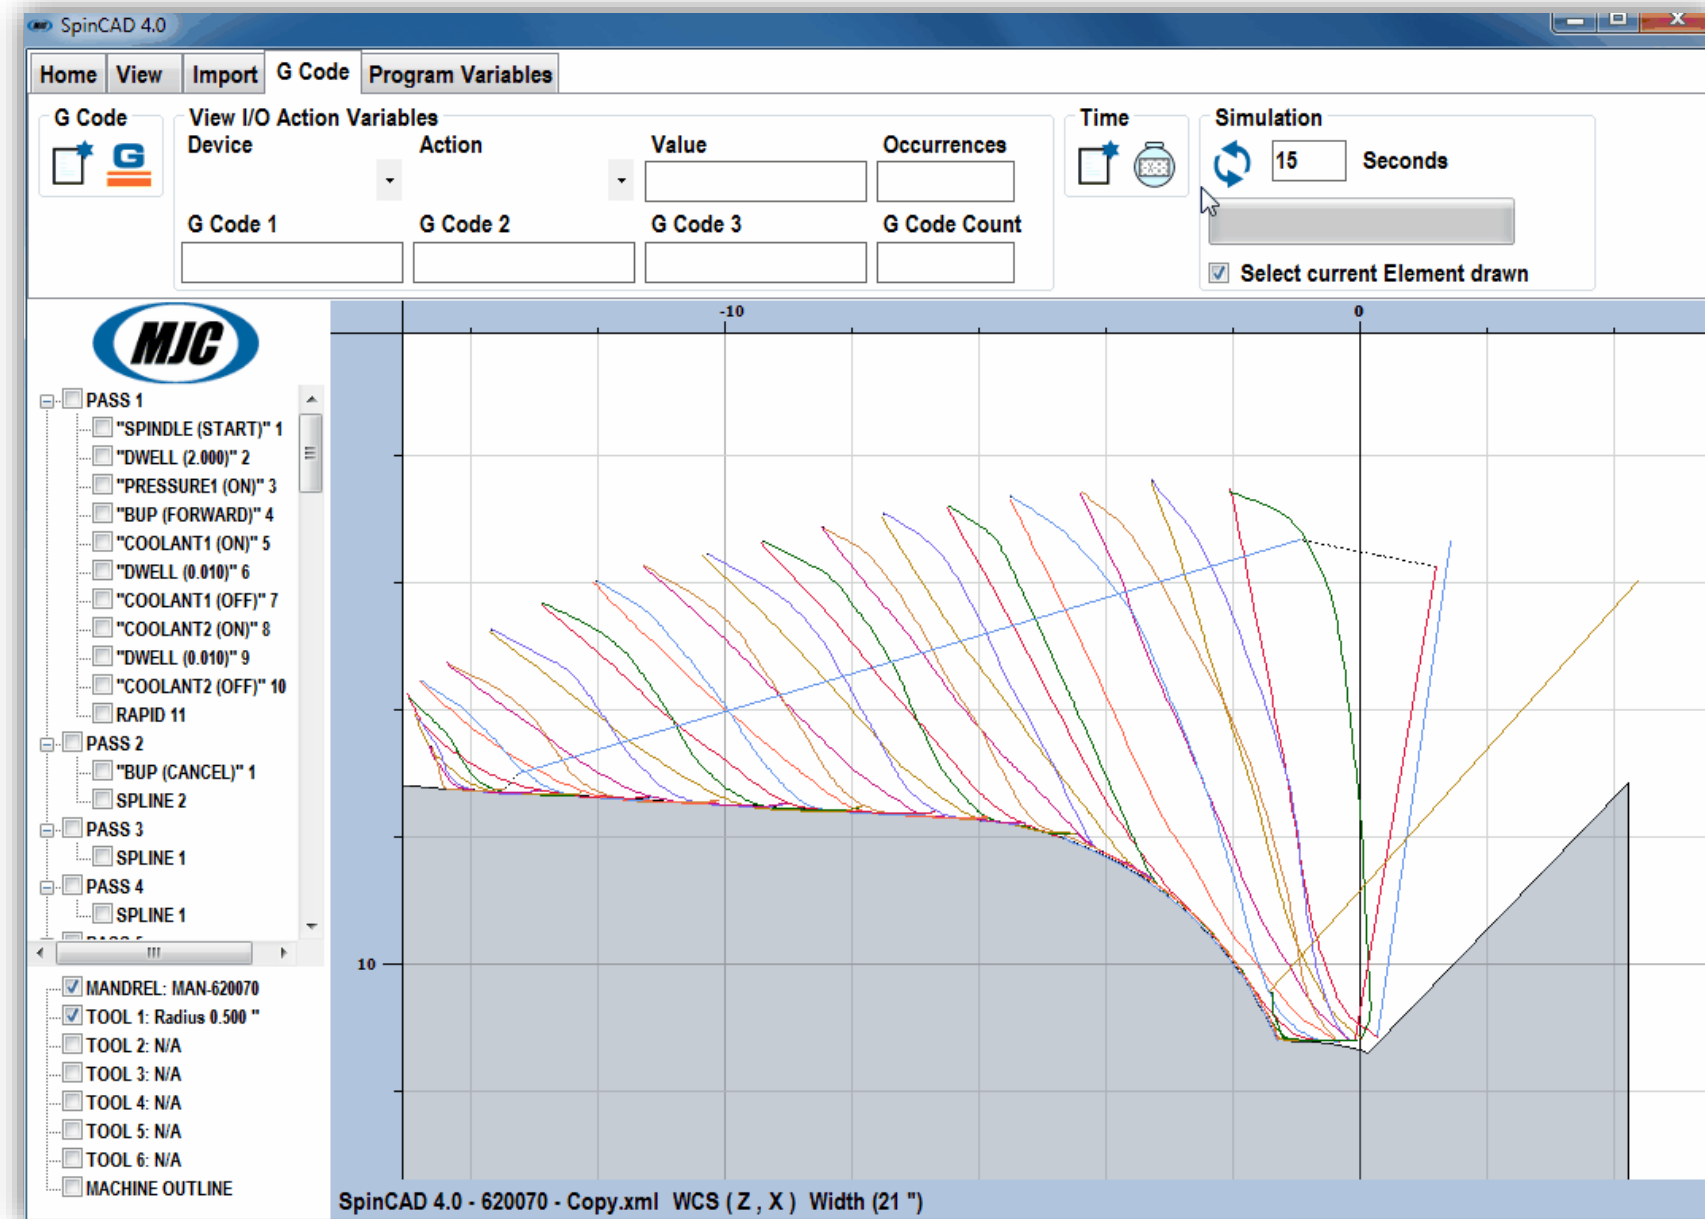 SpinCAD 4.0
Home View Import G Code Program Variables
G Code View I/O Action Variables Time Simulation
Device Action Value Occurrences
G
15 Seconds
G Code 1 G Code 2 G Code 3 G Code Count
Select current Element drawn
MJC
-10 0
PASS 1
"SPINDLE (START)" 1
"DWELL (2.000)" 2
"PRESSURE1 (ON)" 3
"BUP (FORWARD)" 4
"COOLANT1 (ON)" 5
"DWELL (0.010)" 6
"COOLANT1 (OFF)" 7
"COOLANT2 (ON)" 8
"DWELL (0.010)" 9
"COOLANT2 (OFF)" 10
RAPID 11
PASS 2
"BUP (CANCEL)" 1
SPLINE 2
PASS 3
SPLINE 1
PASS 4
SPLINE 1
10
MANDREL: MAN-620070
TOOL 1: Radius 0.500 "
TOOL 2: N/A
TOOL 3: N/A
TOOL 4: N/A
TOOL 5: N/A
TOOL 6: N/A
MACHINE OUTLINE
SpinCAD 4.0 - 620070 - Copy.xml WCS ( Z , X ) Width (21 ")